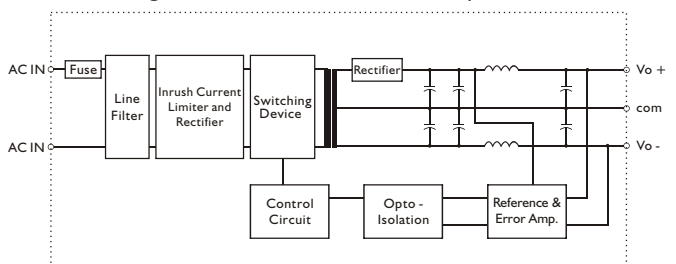 AC IN
Fuse
Line
Filter
Inrush Current
Limiter and
Rectifier
Switching
Device
Rectifier
Vo +
com
AC IN
Vo -
Control
Circuit
Opto -
Isolation
Reference &
Error Amp.